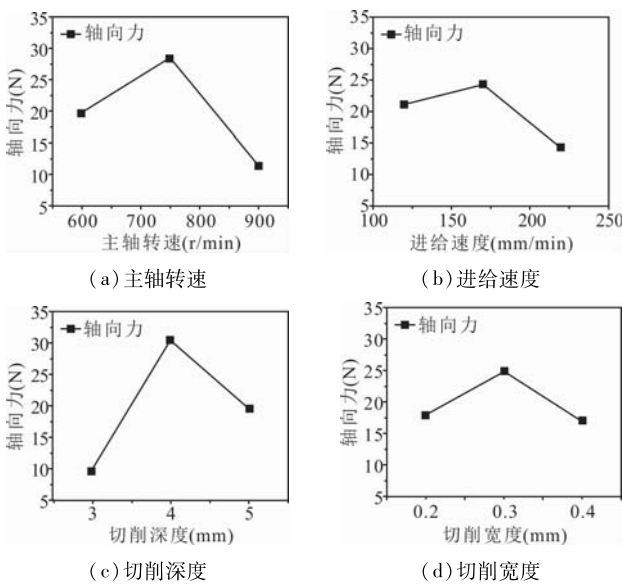 35
30
25
20
15
10
5
轴向力(N)
轴向力
600 700 800 900
主轴转速(r/min)
(a)主轴转速
35
30
25
20
15
10
5
轴向力(N)
轴向力
100 150 200 250
进给速度(mm/min)
(b)进给速度
35
30
25
20
15
10
5
轴向力(N)
轴向力
3 4 5
切削深度(mm)
(c)切削深度
35
30
25
20
15
10
5
轴向力(N)
轴向力
0.2 0.3 0.4
切削宽度(mm)
(d)切削宽度